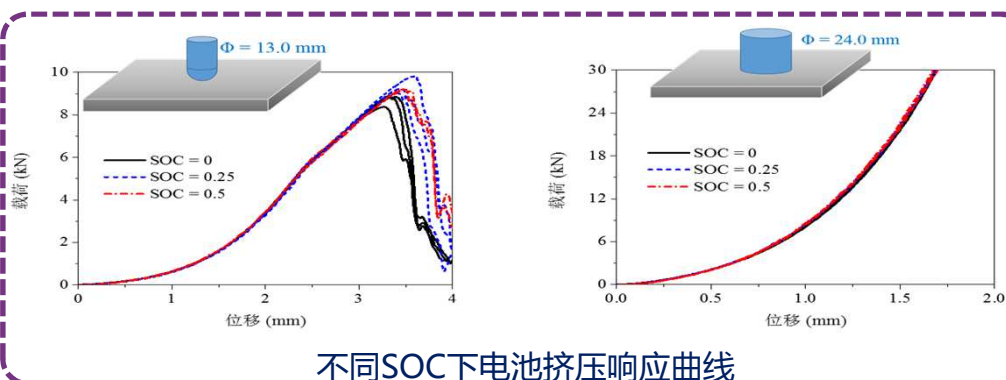 Φ = 13.0 mm
10
8
6
4
2
0
载荷 (kN)
SOC = 0
SOC = 0.25
SOC = 0.5
0
1
2
3
4
位移 (mm)
Φ = 24.0 mm
30
24
18
12
6
0
载荷 (kN)
SOC = 0
SOC = 0.25
SOC = 0.5
0.0
0.5
1.0
1.5
2.0
位移 (mm)
不同SOC下电池挤压响应曲线